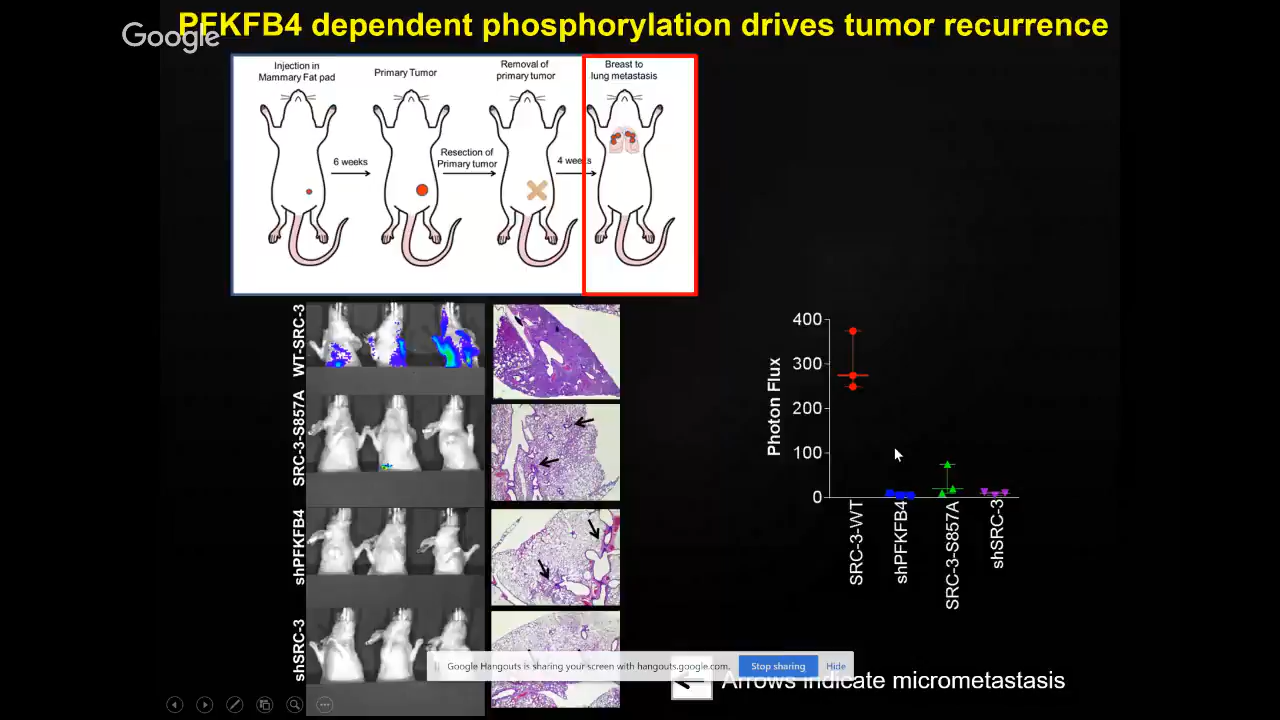 PFKFB4 dependent phosphorylation drives tumor recurrence
Google
Injection in
Mammary Fat pad
Primary Tumor
Removal of
primary tumor
Breast to
lung metastasis
6 weeks
Resection of
Primary tumor
4 weeks
WT-SRC-3
SRC-3-S857A
shPFKFB4
shSRC-3
Photon Flux
400
300
200
100
0
SRC-3-WT
shPFKFB4
SRC-3-S857A
shSRC-3
Google Hangouts is sharing your screen with hangouts.google.com.
Stop sharing
Hide
Arrows indicate micrometastasis